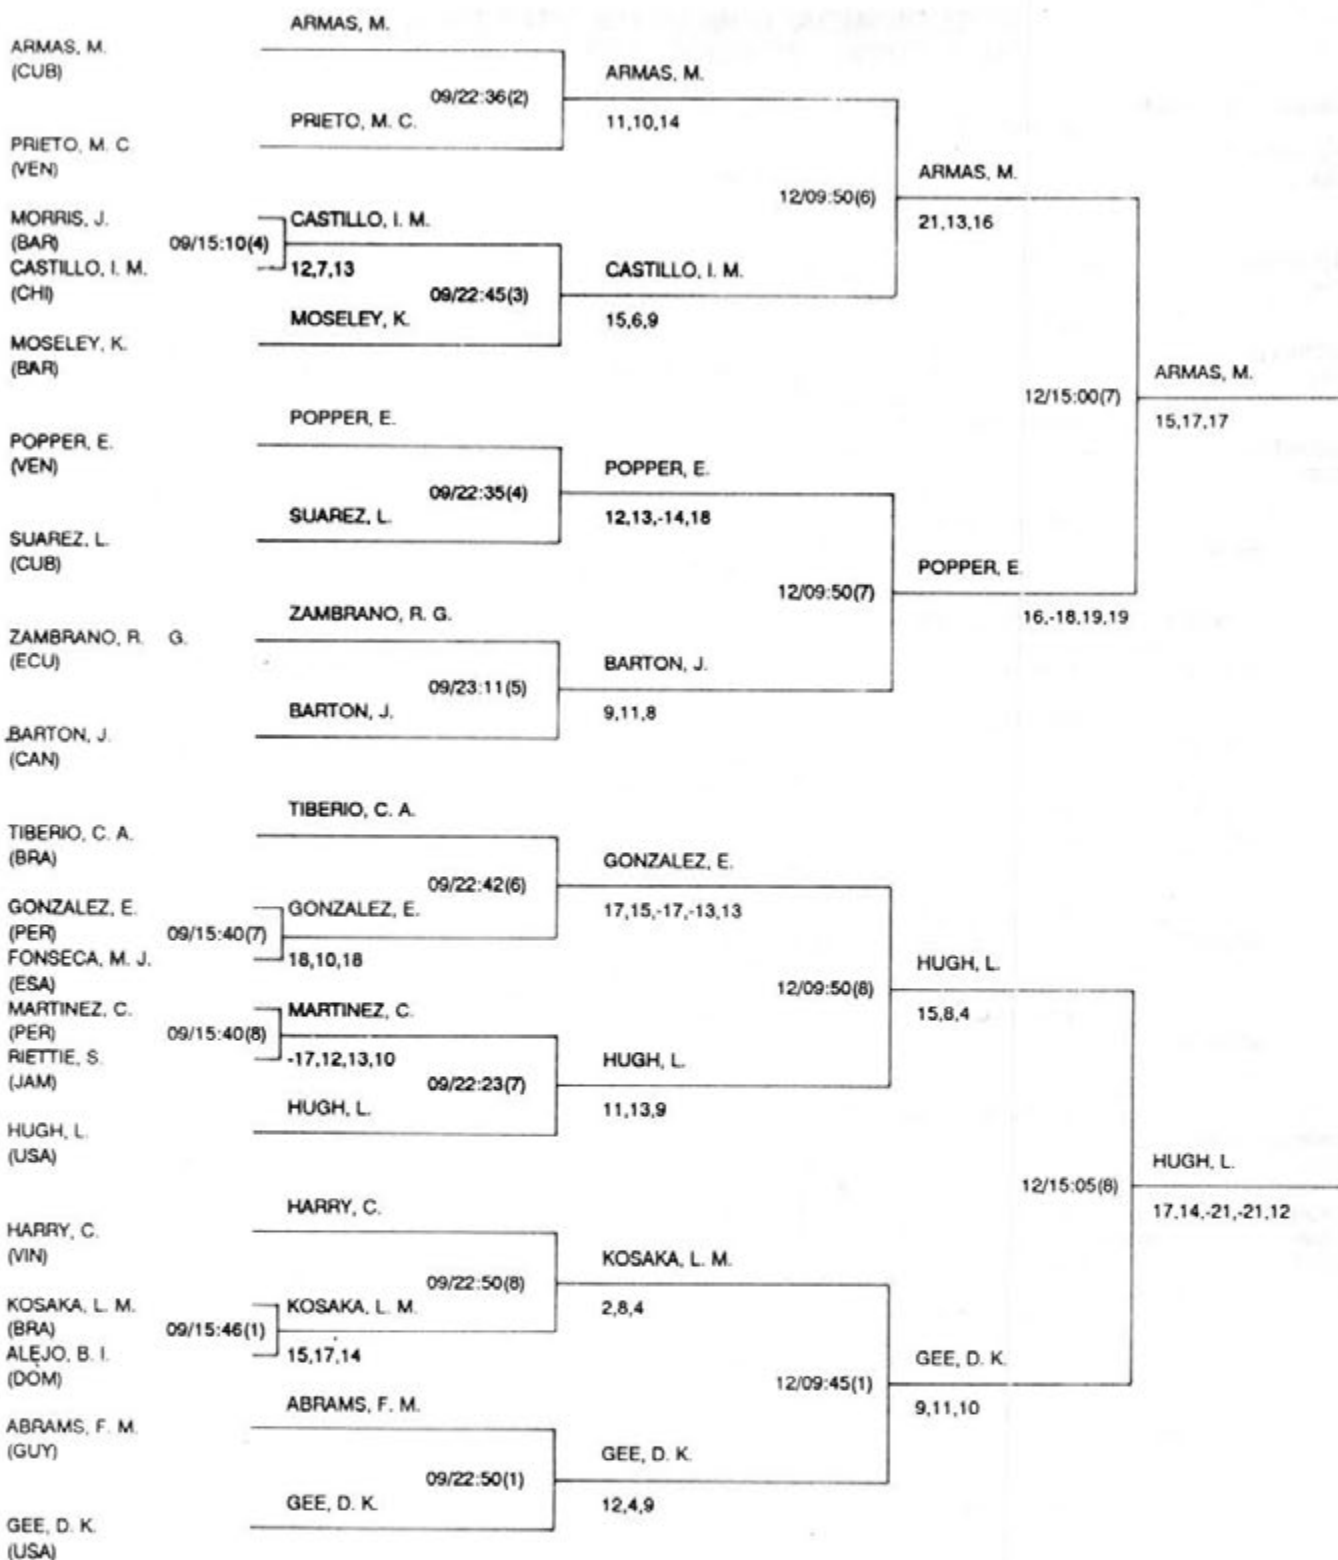 ARMAS, M.
(CUB)
PRIETO, M. C.
(VEN)
MORRIS, J.
(BAR)
09/15:10(4)
CASTILLO, I. M.
(CHI)
MOSELEY, K.
(BAR)
POPPER, E.
(VEN)
SUAREZ, L.
(CUB)
ZAMBRANO, R. G.
(ECU)
BARTON, J.
(CAN)
TIBERIO, C. A.
(BRA)
GONZALEZ, E.
(PER)
09/15:40(7)
FONSECA, M. J.
(ESA)
MARTINEZ, C.
(PER)
09/15:40(8)
RIETTIE, S.
(JAM)
HUGH, L.
(USA)
HARRY, C.
(VIN)
KOSAKA, L. M.
(BRA)
09/15:46(1)
ALEJO, B. I.
(DOM)
ABRAMS, F. M.
(GUY)
GEE, D. K.
(USA)
ARMAS, M.
09/22:36(2)
PRIETO, M. C.
CASTILLO, I. M.
12,7,13
09/22:45(3)
MOSELEY, K.
POPPER, E.
09/22:35(4)
SUAREZ, L.
ZAMBRANO, R. G.
09/23:11(5)
BARTON, J.
TIBERIO, C. A.
09/22:42(6)
GONZALEZ, E.
18,10,18
MARTINEZ, C.
-17,12,13,10
09/22:23(7)
HUGH, L.
HARRY, C.
09/22:50(8)
KOSAKA, L. M.
15,17,14
ABRAMS, F. M.
09/22:50(1)
GEE, D. K.
ARMAS, M.
11,10,14
12/09:50(6)
CASTILLO, I. M.
15,6,9
POPPER, E.
12,13,-14,18
12/09:50(7)
BARTON, J.
9,11,8
GONZALEZ, E.
17,15,-17,-13,13
12/09:50(8)
HUGH, L.
11,13,9
KOSAKA, L. M.
2,8,4
12/09:45(1)
GEE, D. K.
12,4,9
ARMAS, M.
21,13,16
12/15:00(7)
POPPER, E.
16,-18,19,19
HUGH, L.
15,8,4
12/15:05(8)
GEE, D. K.
9,11,10
ARMAS, M.
15,17,17
HUGH, L.
17,14,-21,-21,12